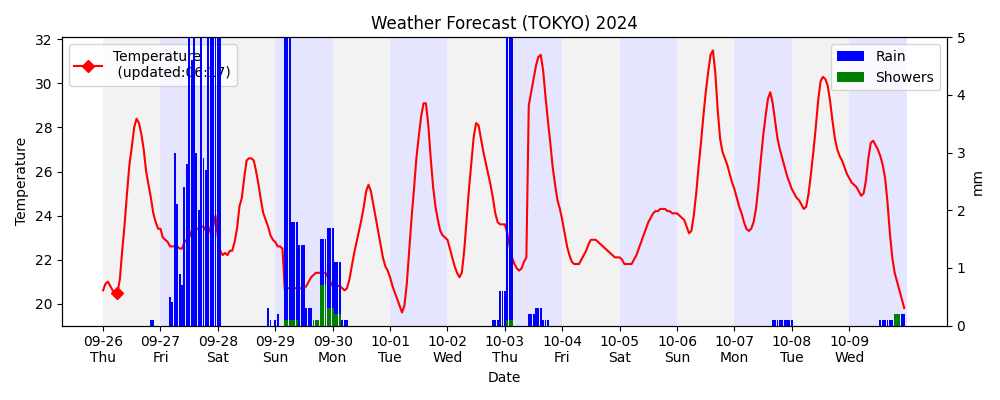 Weather Forecast (TOKYO) 2024
Temperature
(updated:06:17)
Rain
Showers
32
30
28
26
24
22
20
Temperature
5
4
3
2
1
0
mm
09-26 09-27 09-28 09-29 09-30 10-01 10-02 10-03 10-04 10-05 10-06 10-07 10-08 10-09
Thu Fri Sat Sun Mon Tue Wed Thu Fri Sat Sun Mon Tue Wed
Date